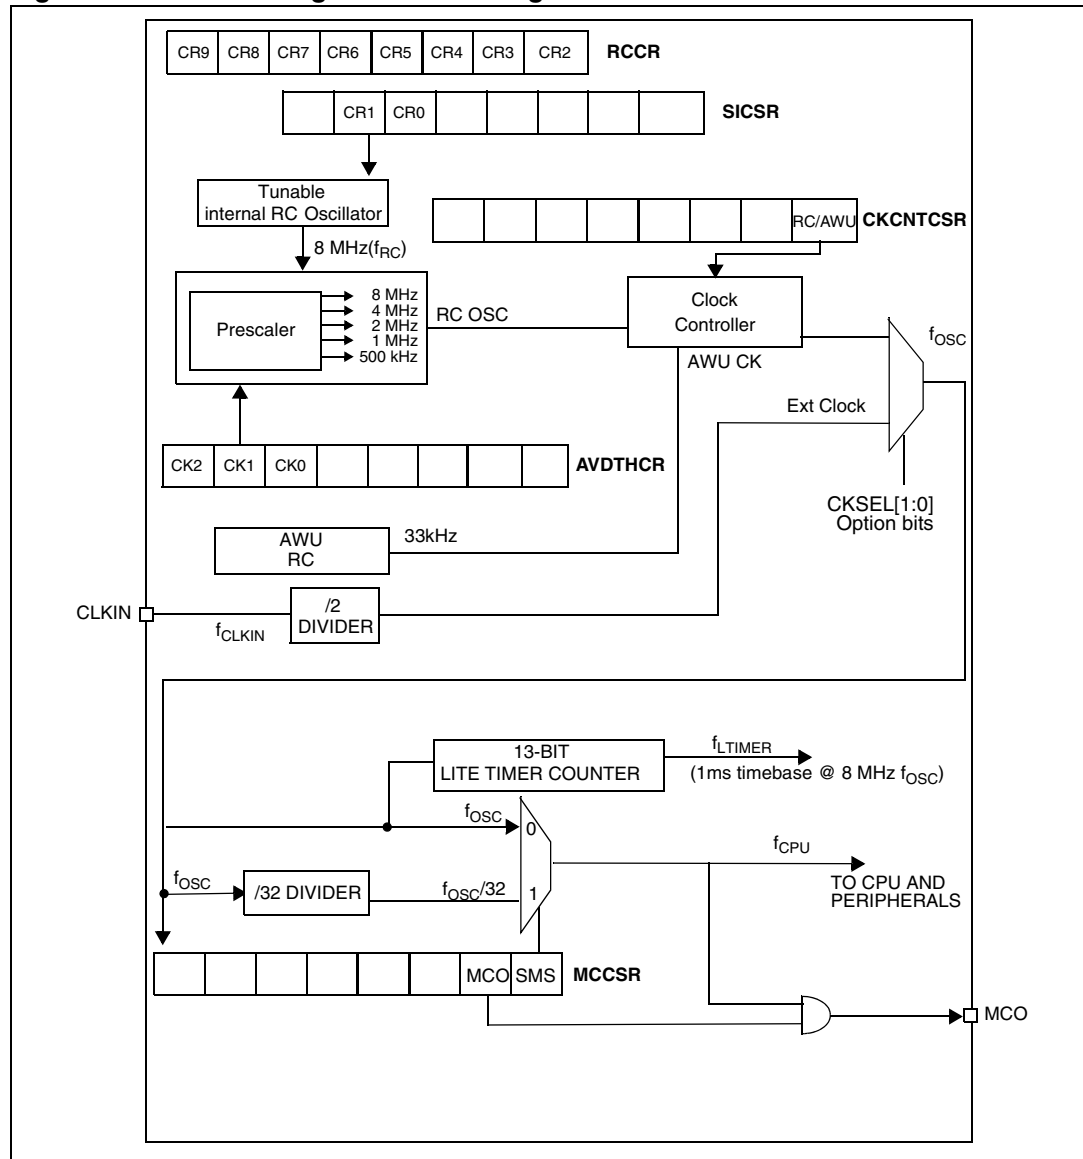 CR9 CR8 CR7 CR6 CR5 CR4 CR3 CR2 RCCR
CR1 CR0 SICSR
Tunable
internal RC Oscillator
RC/AWU CKCNTCSR
8 MHz(fRC)
8 MHz
4 MHz
2 MHz
1 MHz
500 kHz
Prescaler
RC OSC
Clock
Controller
fOSC
AWU CK
Ext Clock
CK2 CK1 CK0 AVDTHCR
CKSEL[1:0]
Option bits
AWU
RC
33kHz
CLKIN
fCLKIN
/2
DIVIDER
13-BIT
LITE TIMER COUNTER
fLTIMER
(1ms timebase @ 8 MHz fOSC)
fOSC
0
fCPU
TO CPU AND
PERIPHERALS
fOSC
/32 DIVIDER
fOSC/32
1
MCO SMS MCCSR
MCO